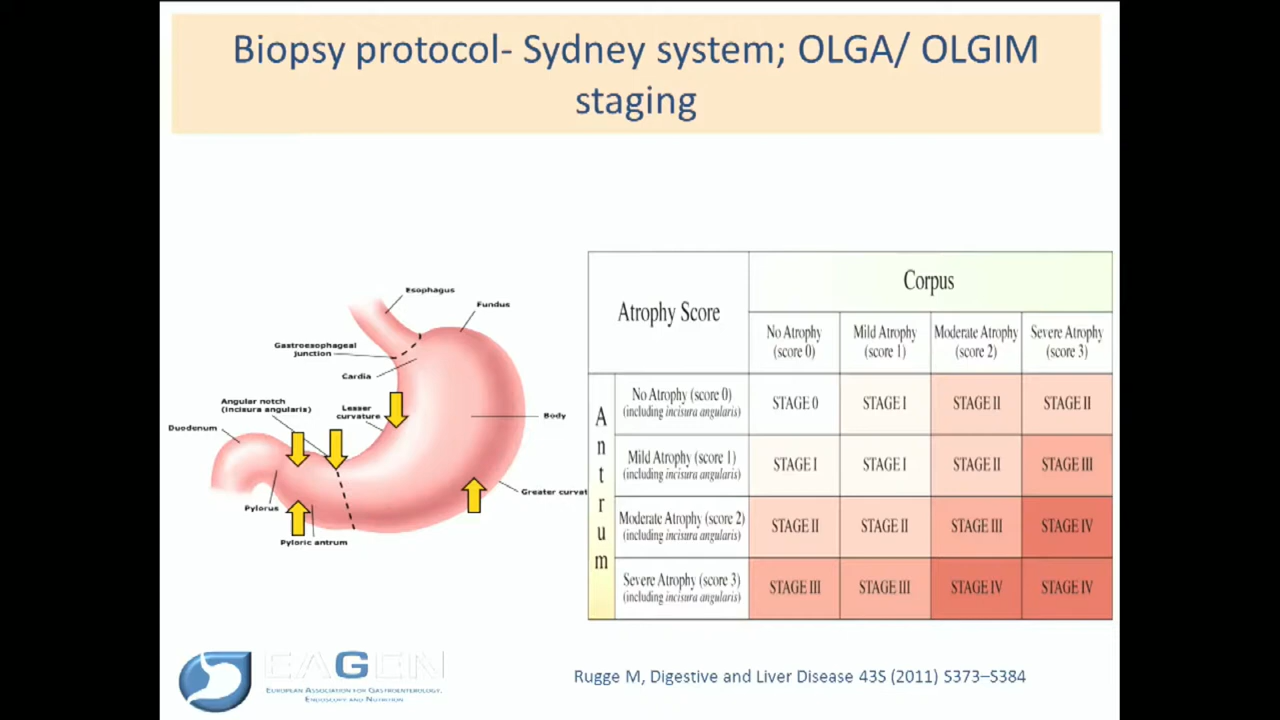 Biopsy protocol- Sydney system; OLGA/ OLGIM
staging
Esophagus
Fundus
Gastroesophageal
junction
Cardia
Angular notch
(incisura angularis)
Lesser
curvature
Duodenum
Body
Pylorus
Greater curvat
Pyloric antrum
Atrophy Score
Corpus
No Atrophy
(score 0)
Mild Atrophy
(score 1)
Moderate Atrophy
(score 2)
Severe Atrophy
(score 3)
Antrum
No Atrophy (score 0)
(including incisura angularis)
STAGE 0
STAGE I
STAGE II
STAGE II
Mild Atrophy (score 1)
(including incisura angularis)
STAGE I
STAGE I
STAGE II
STAGE III
Moderate Atrophy (score 2)
(including incisura angularis)
STAGE II
STAGE II
STAGE III
STAGE IV
Severe Atrophy (score 3)
(including incisura angularis)
STAGE III
STAGE III
STAGE IV
STAGE IV
EAGEN
European Association for Gastroenterology,
Endoscopy and Nutrition
Rugge M, Digestive and Liver Disease 43S (2011) S373–S384